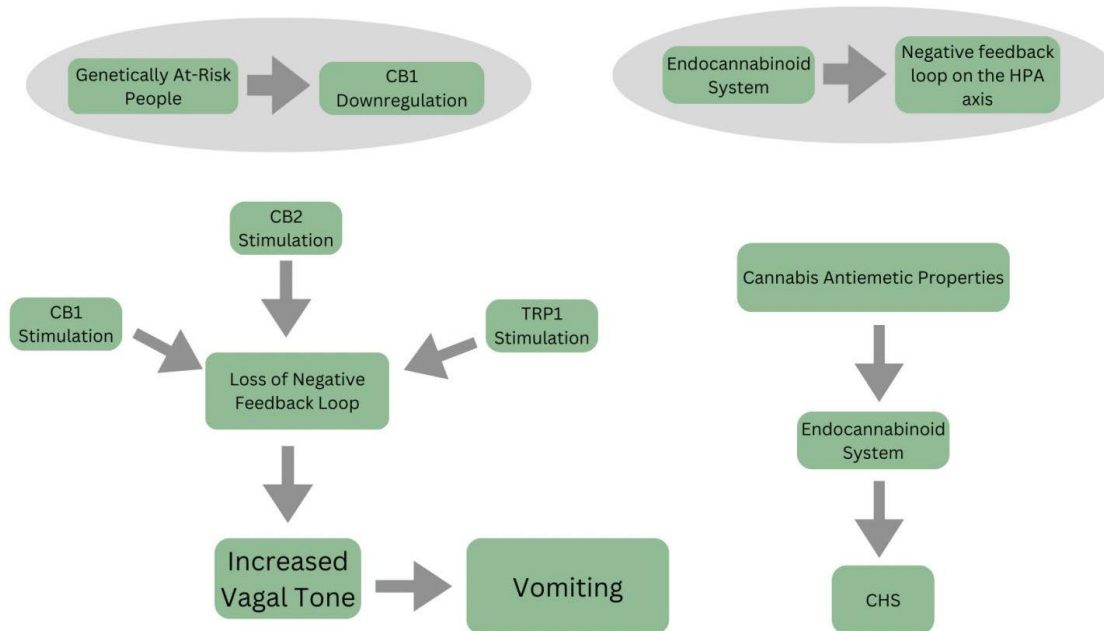 Genetically At-Risk
People
CB1
Downregulation
Endocannabinoid
System
Negative feedback
loop on the HPA
axis
CB2
Stimulation
CB1
Stimulation
TRP1
Stimulation
Loss of Negative
Feedback Loop
Increased
Vagal Tone
Vomiting
Cannabis Antiemetic Properties
Endocannabinoid
System
CHS